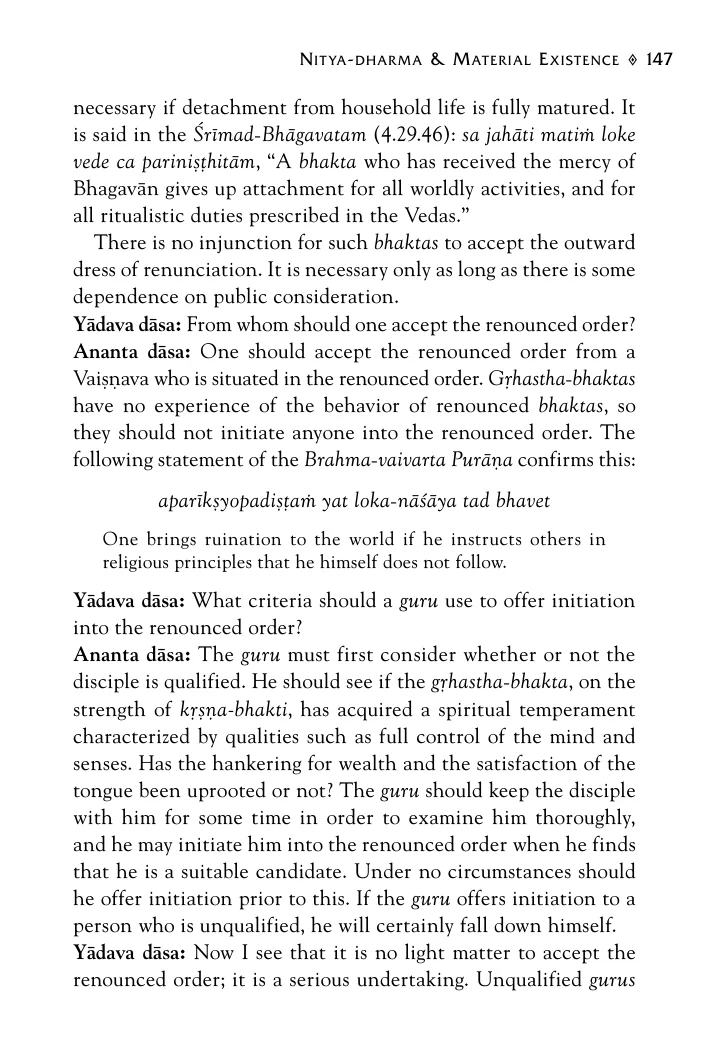 NITYA-DHARMA & MATERIAL EXISTENCE ◊ 147
necessary if detachment from household life is fully matured. It
is said in the Śrīmad-Bhāgavatam (4.29.46): sa jahāti matiṁ loke
vede ca pariniṣṭhitām, “A bhakta who has received the mercy of
Bhagavān gives up attachment for all worldly activities, and for
all ritualistic duties prescribed in the Vedas.”
There is no injunction for such bhaktas to accept the outward
dress of renunciation. It is necessary only as long as there is some
dependence on public consideration.
Yādava dāsa: From whom should one accept the renounced order?
Ananta dāsa: One should accept the renounced order from a
Vaiṣṇava who is situated in the renounced order. Gṛhastha-bhaktas
have no experience of the behavior of renounced bhaktas, so
they should not initiate anyone into the renounced order. The
following statement of the Brahma-vaivarta Purāṇa confirms this:
aparīkṣyopadiṣṭaṁ yat loka-nāśāya tad bhavet
One brings ruination to the world if he instructs others in
religious principles that he himself does not follow.
Yādava dāsa: What criteria should a guru use to offer initiation
into the renounced order?
Ananta dāsa: The guru must first consider whether or not the
disciple is qualified. He should see if the gṛhastha-bhakta, on the
strength of kṛṣṇa-bhakti, has acquired a spiritual temperament
characterized by qualities such as full control of the mind and
senses. Has the hankering for wealth and the satisfaction of the
tongue been uprooted or not? The guru should keep the disciple
with him for some time in order to examine him thoroughly,
and he may initiate him into the renounced order when he finds
that he is a suitable candidate. Under no circumstances should
he offer initiation prior to this. If the guru offers initiation to a
person who is unqualified, he will certainly fall down himself.
Yādava dāsa: Now I see that it is no light matter to accept the
renounced order; it is a serious undertaking. Unqualified gurus